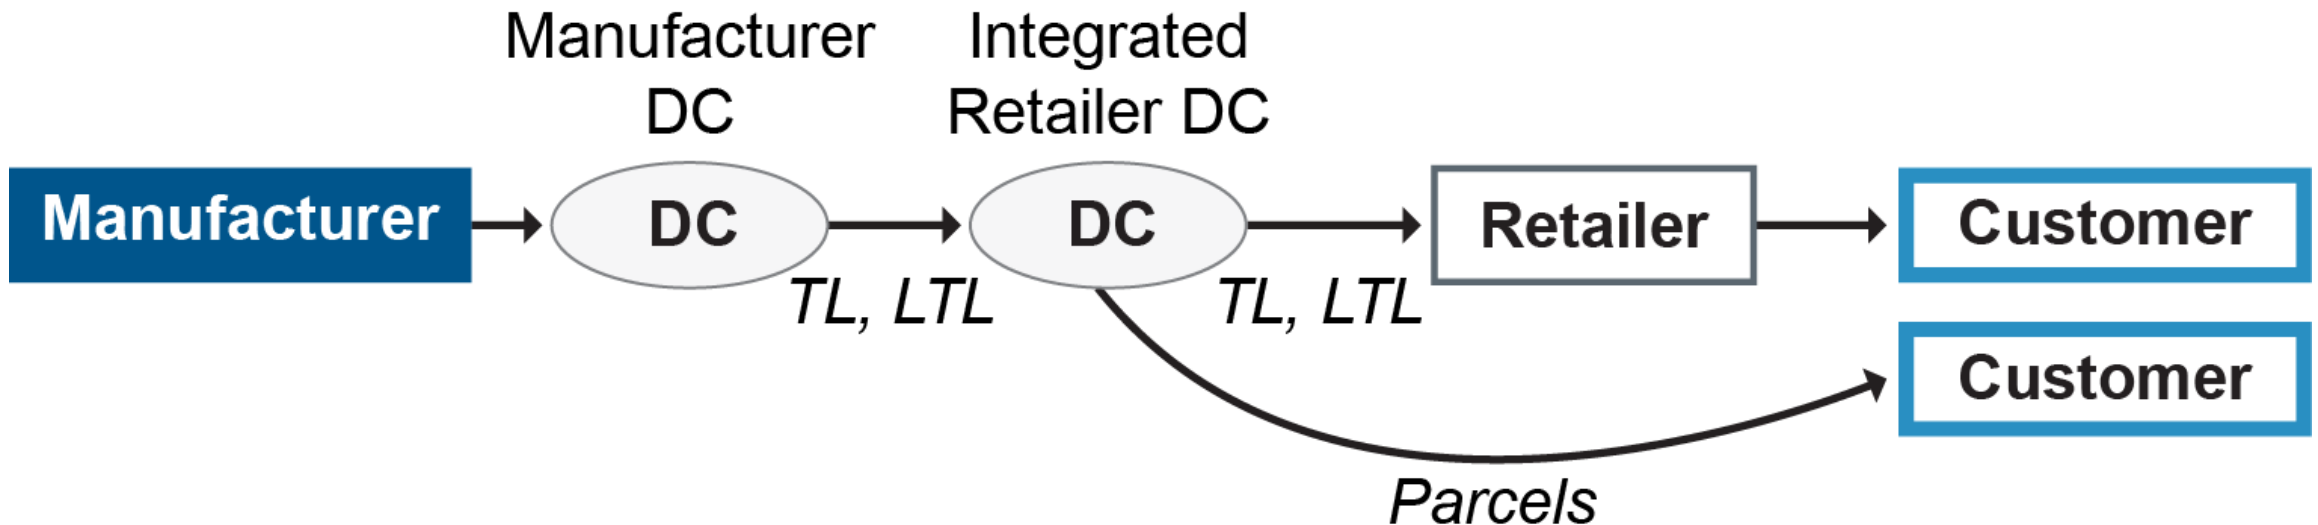 Manufacturer
DC
Integrated
Retailer DC
Manufacturer
DC
DC
Retailer
Customer
TL, LTL
TL, LTL
Customer
Parcels